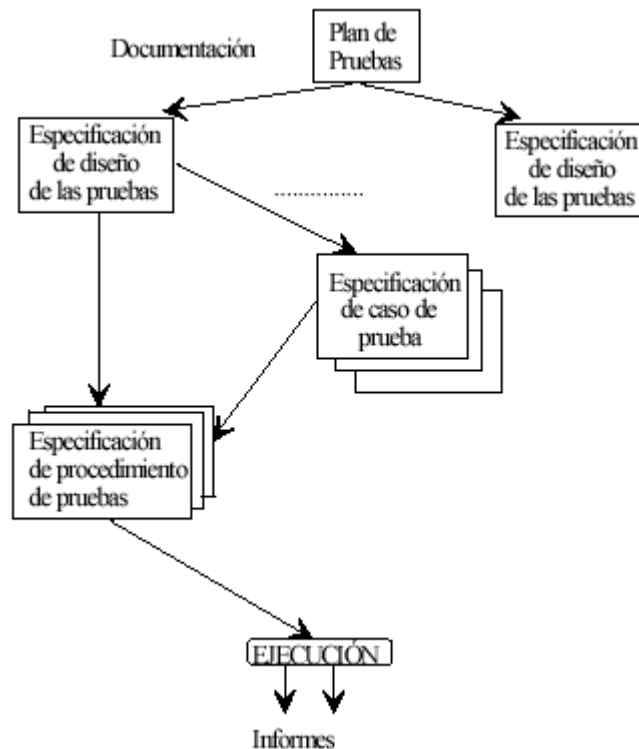 Documentación
Plan de
Pruebas
Especificación
de diseño
de las pruebas
Especificación
de diseño
de las pruebas
....................
Especificación
de caso de
prueba
Especificación
de procedimiento
de pruebas
EJECUCIÓN
Informes